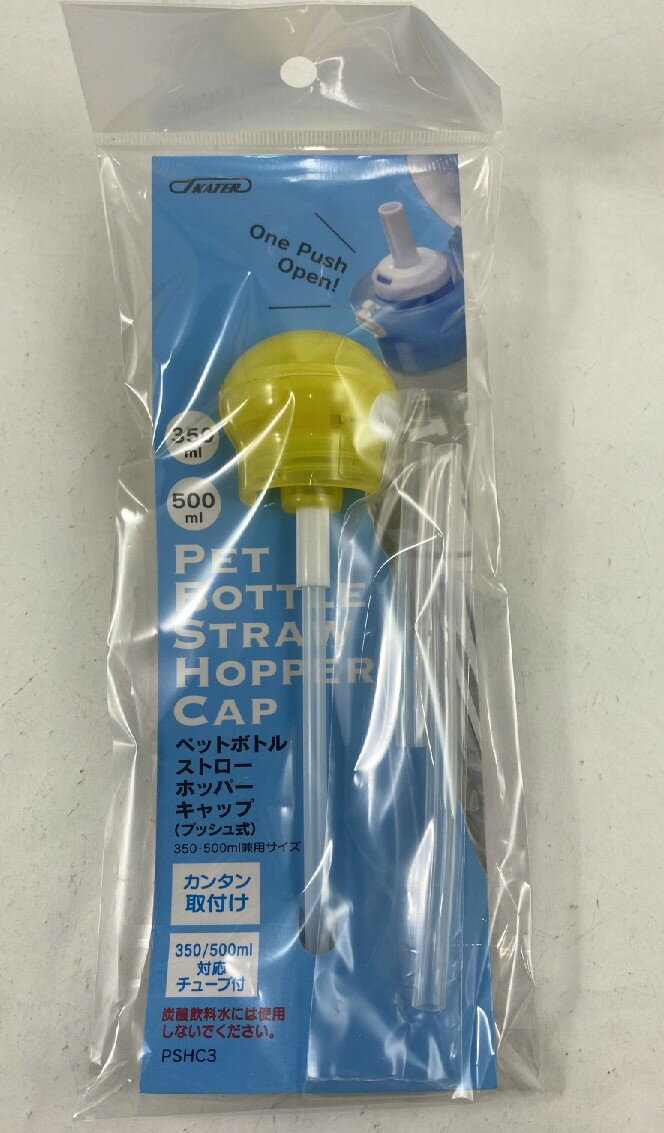 SKATER
One Push
Open!
350
ml
500
ml
PET
BOTTLE
STRAW
HOPPER
CAP
ペットボトル
ストロー
ホッパー
キャップ
(プッシュ式)
350・500ml兼用サイズ
カンタン
取付け
350/500ml
対応
チューブ付
炭酸飲料水には使用
しないでください。
PSHC3